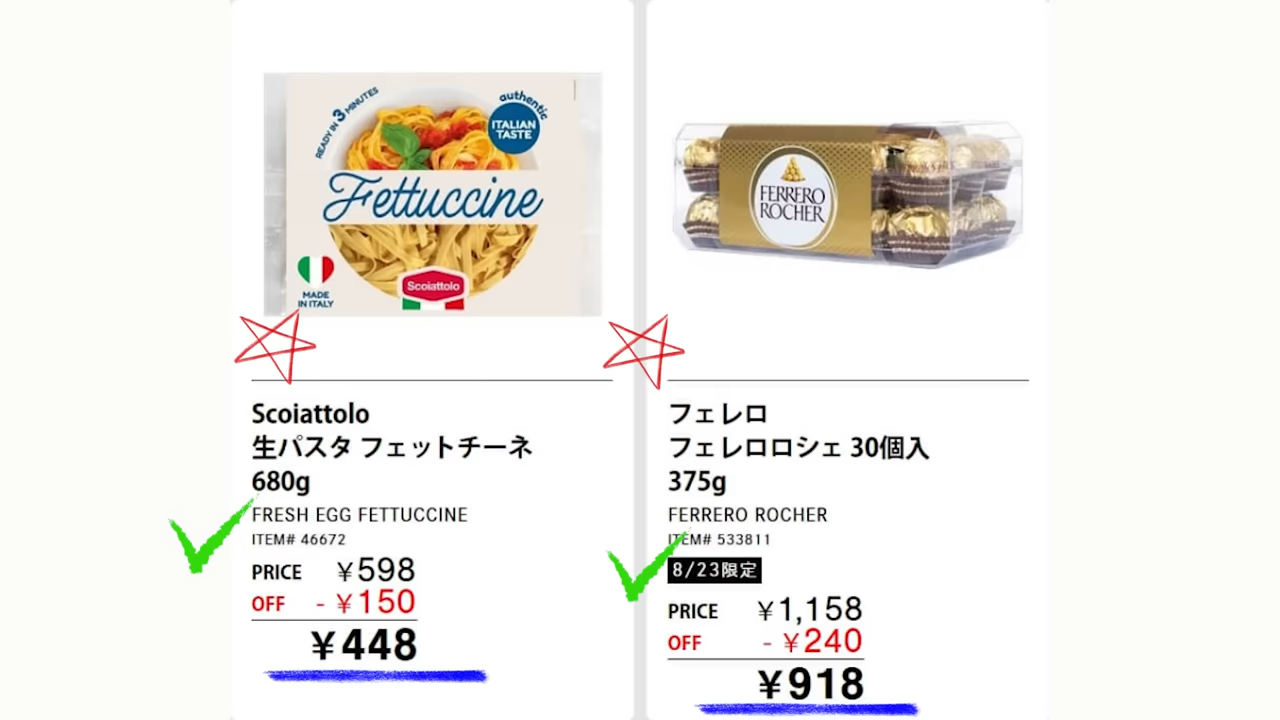 READY IN 3 MINUTES
authentic
ITALIAN
TASTE
Fettuccine
MADE
IN ITALY
Scoiattolo
Scoiattolo
生パスタ フェットチーネ
680g
FRESH EGG FETTUCCINE
ITEM# 46672
PRICE ¥598
OFF - ¥150
¥448
FERRERO
ROCHER
フェレロ
フェレロロシェ 30個入
375g
FERRERO ROCHER
ITEM# 533811
8/23限定
PRICE ¥1,158
OFF - ¥240
¥918